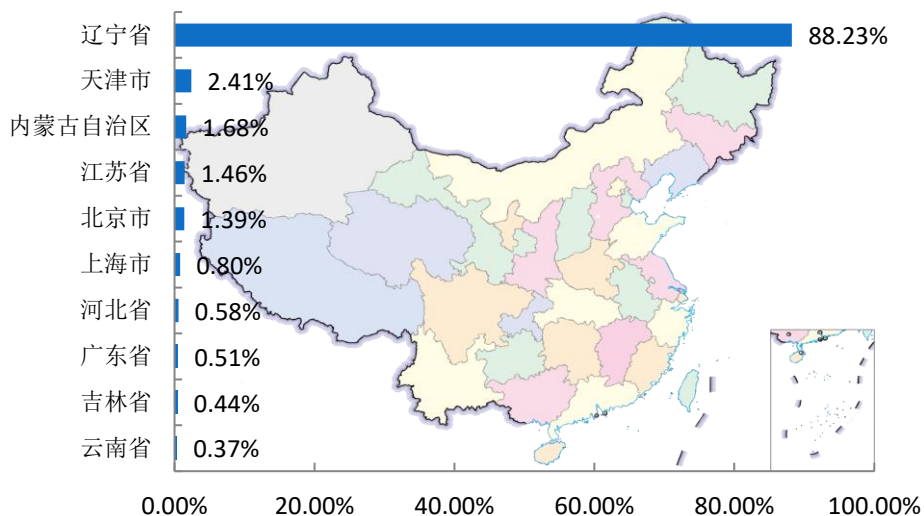 辽宁省 88.23%
天津市 2.41%
内蒙古自治区 1.68%
江苏省 1.46%
北京市 1.39%
上海市 0.80%
河北省 0.58%
广东省 0.51%
吉林省 0.44%
云南省 0.37%
0.00% 20.00% 40.00% 60.00% 80.00% 100.00%